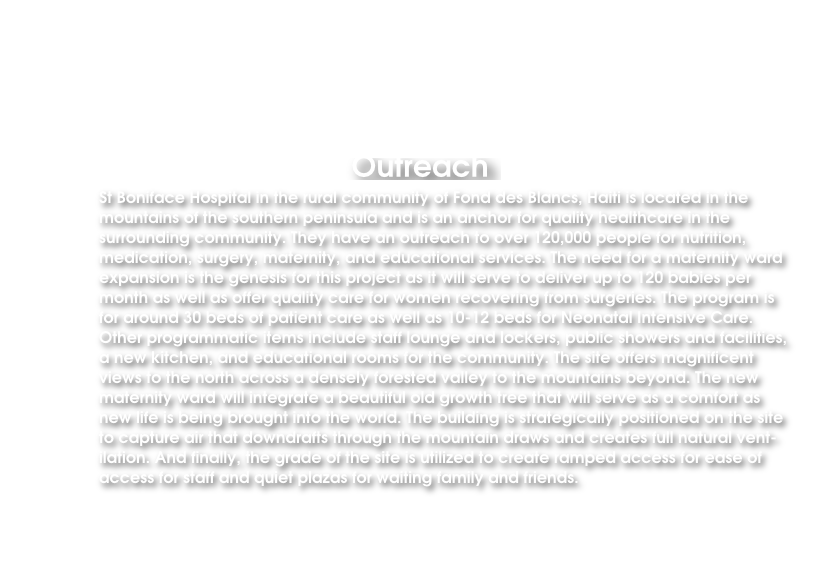 Outreach
St Boniface Hospital in the rural community of Fond des Blancs, Haiti is located in the
mountains of the southern peninsula and is an anchor for quality healthcare in the
surrounding community. They have an outreach to over 120,000 people for nutrition,
medication, surgery, maternity, and educational services. The need for a maternity ward
expansion is the genesis for this project as it will serve to deliver up to 120 babies per
month as well as offer quality care for women recovering from surgeries. The program is
for around 30 beds of patient care as well as 10-12 beds for Neonatal Intensive Care.
Other programmatic items include staff lounge and lockers, public showers and facilities,
a new kitchen, and educational rooms for the community. The site offers magnificent
views to the north across a densely forested valley to the mountains beyond. The new
maternity ward will integrate a beautiful old growth tree that will serve as a comfort as
new life is being brought into the world. The building is strategically positioned on the site
to capture air that downdrafts through the mountain draws and creates full natural vent-
ilation. And finally, the grade of the site is utilized to create ramped access for ease of
access for staff and quiet plazas for waiting family and friends.